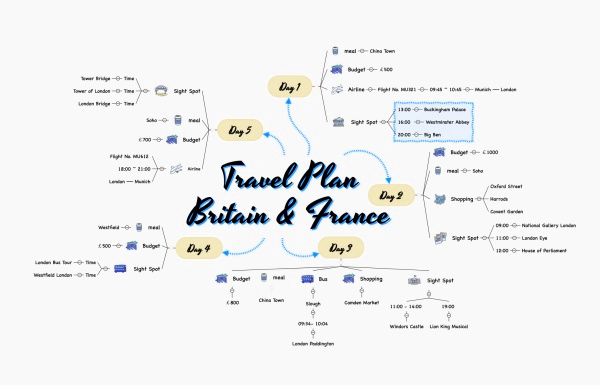 Travel Plan
Britain & France
Day 1
meal China Town
Budget £500
Airline Flight No. MU321 09:45 ~ 10:45 Munich — London
Sight Spot
13:00 Buckingham Palace
16:00 Westminster Abbey
20:00 Big Ben
Day 2
Budget £1000
meal Soho
Shopping
Oxford Street
Harrods
Covent Garden
Sight Spot
09:00 National Gallery London
11:00 London Eye
12:00 House of Parliament
Day 3
Budget
£800
meal
China Town
Bus
Slough
09:34~ 10:04
London Paddington
Shopping
Camden Market
Sight Spot
11:00 - 16:00
Windors Castle
19:00
Lion King Musical
Day 4
meal Westfield
Budget £500
Sight Spot
London Bus Tour Time
Westfield London Time
Day 5
Sight Spot
Tower Bridge Time
Tower of London Time
London Bridge Time
meal Soho
Budget £700
Airline
Flight No. MU612
18:00 ~ 21:00
London — Munich